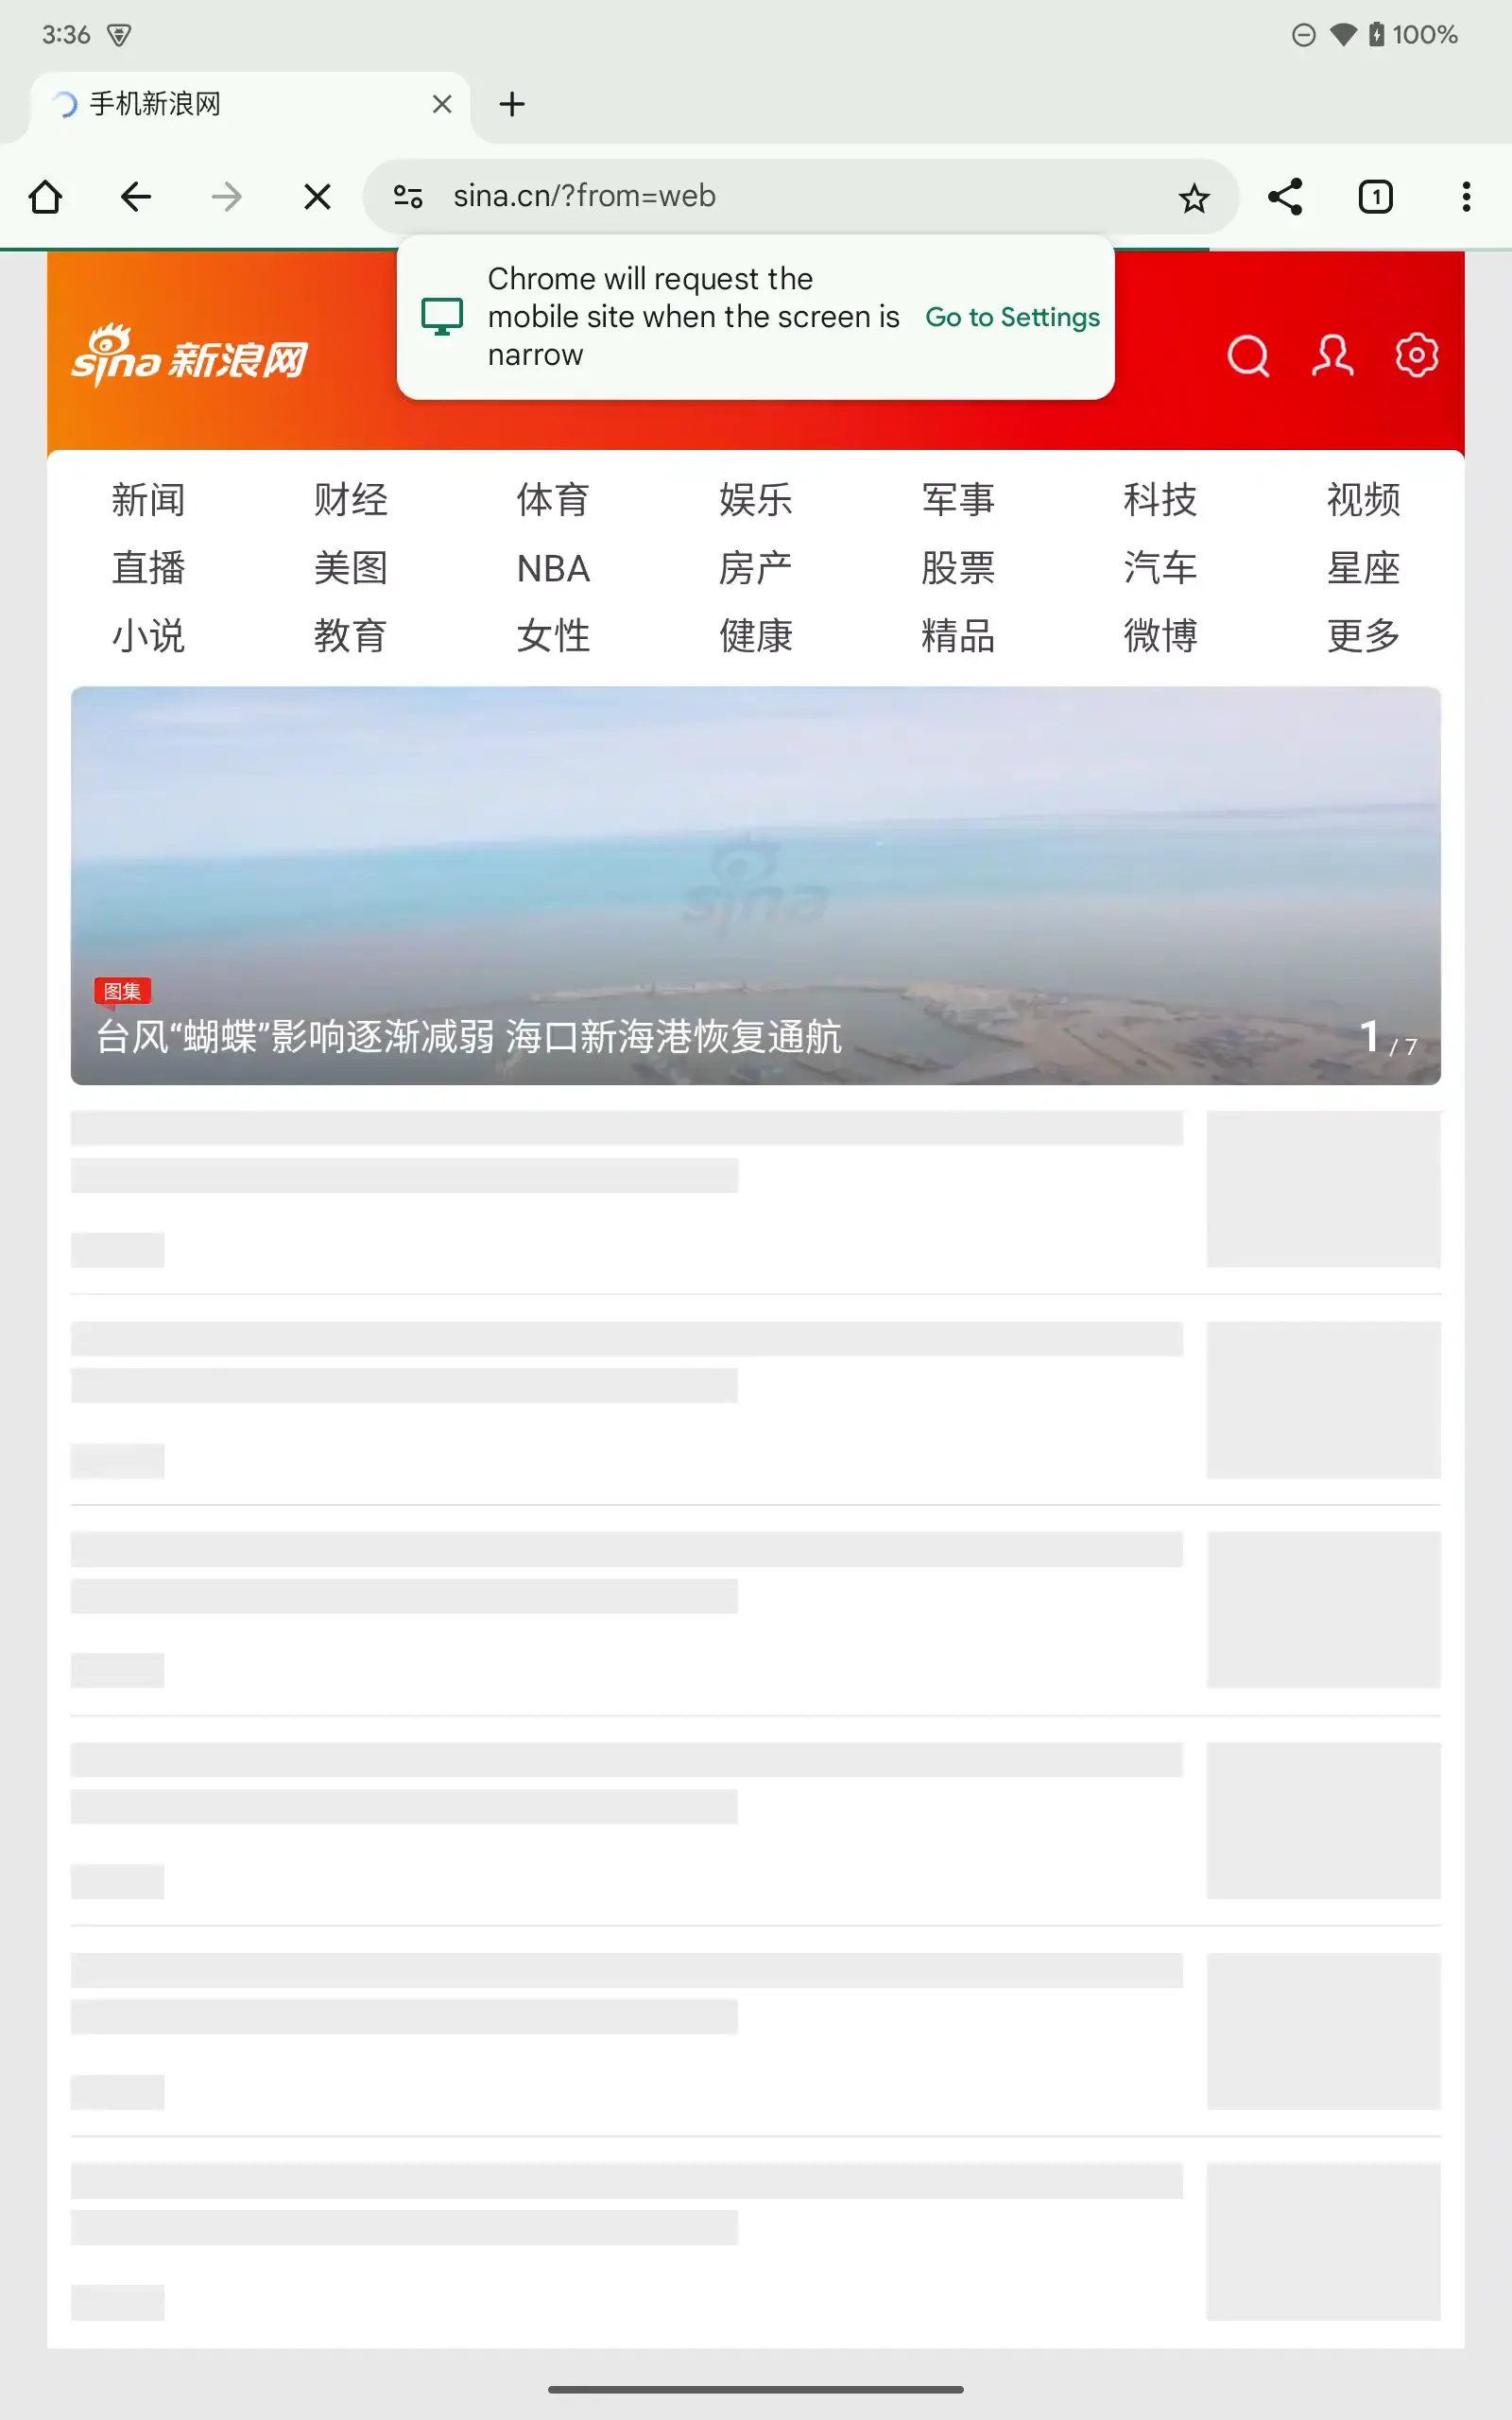 3:36
100%
手机新浪网
sina.cn/?from=web
1
Chrome will request the
mobile site when the screen is
narrow
Go to Settings
sina 新浪网
新闻 财经 体育 娱乐 军事 科技 视频
直播 美图 NBA 房产 股票 汽车 星座
小说 教育 女性 健康 精品 微博 更多
sina
图集
台风“蝴蝶”影响逐渐减弱 海口新海港恢复通航
1 / 7